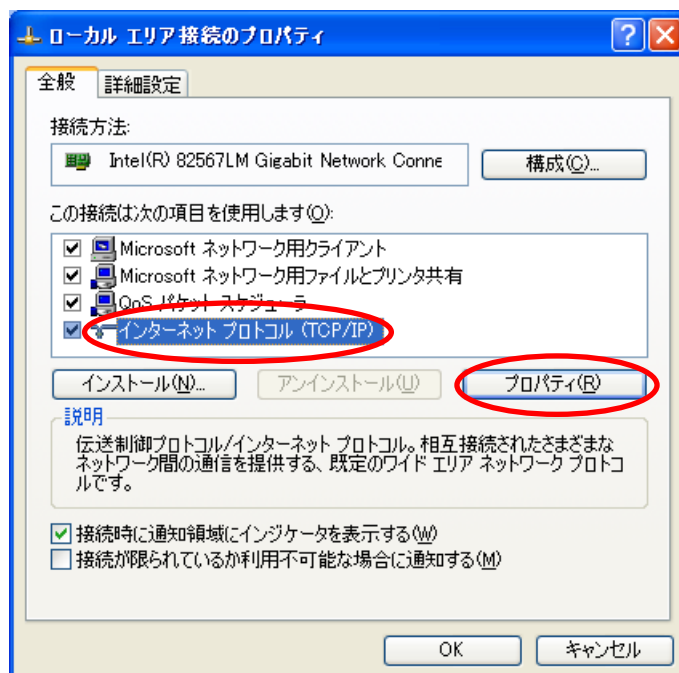 ローカル エリア接続のプロパティ
全般
詳細設定
接続方法:
Intel(R) 82567LM Gigabit Network Conne
構成(C)...
この接続は次の項目を使用します(O):
Microsoft ネットワーク用クライアント
Microsoft ネットワーク用ファイルとプリンタ共有
QoS パケット スケジューラ
インターネット プロトコル (TCP/IP)
インストール(N)...
アンインストール(U)
プロパティ(R)
説明
伝送制御プロトコル/インターネット プロトコル。相互接続されたさまざまな
ネットワーク間の通信を提供する、既定のワイド エリア ネットワーク プロトコ
ルです。
接続時に通知領域にインジケータを表示する(W)
接続が限られているか利用不可能な場合に通知する(M)
OK
キャンセル